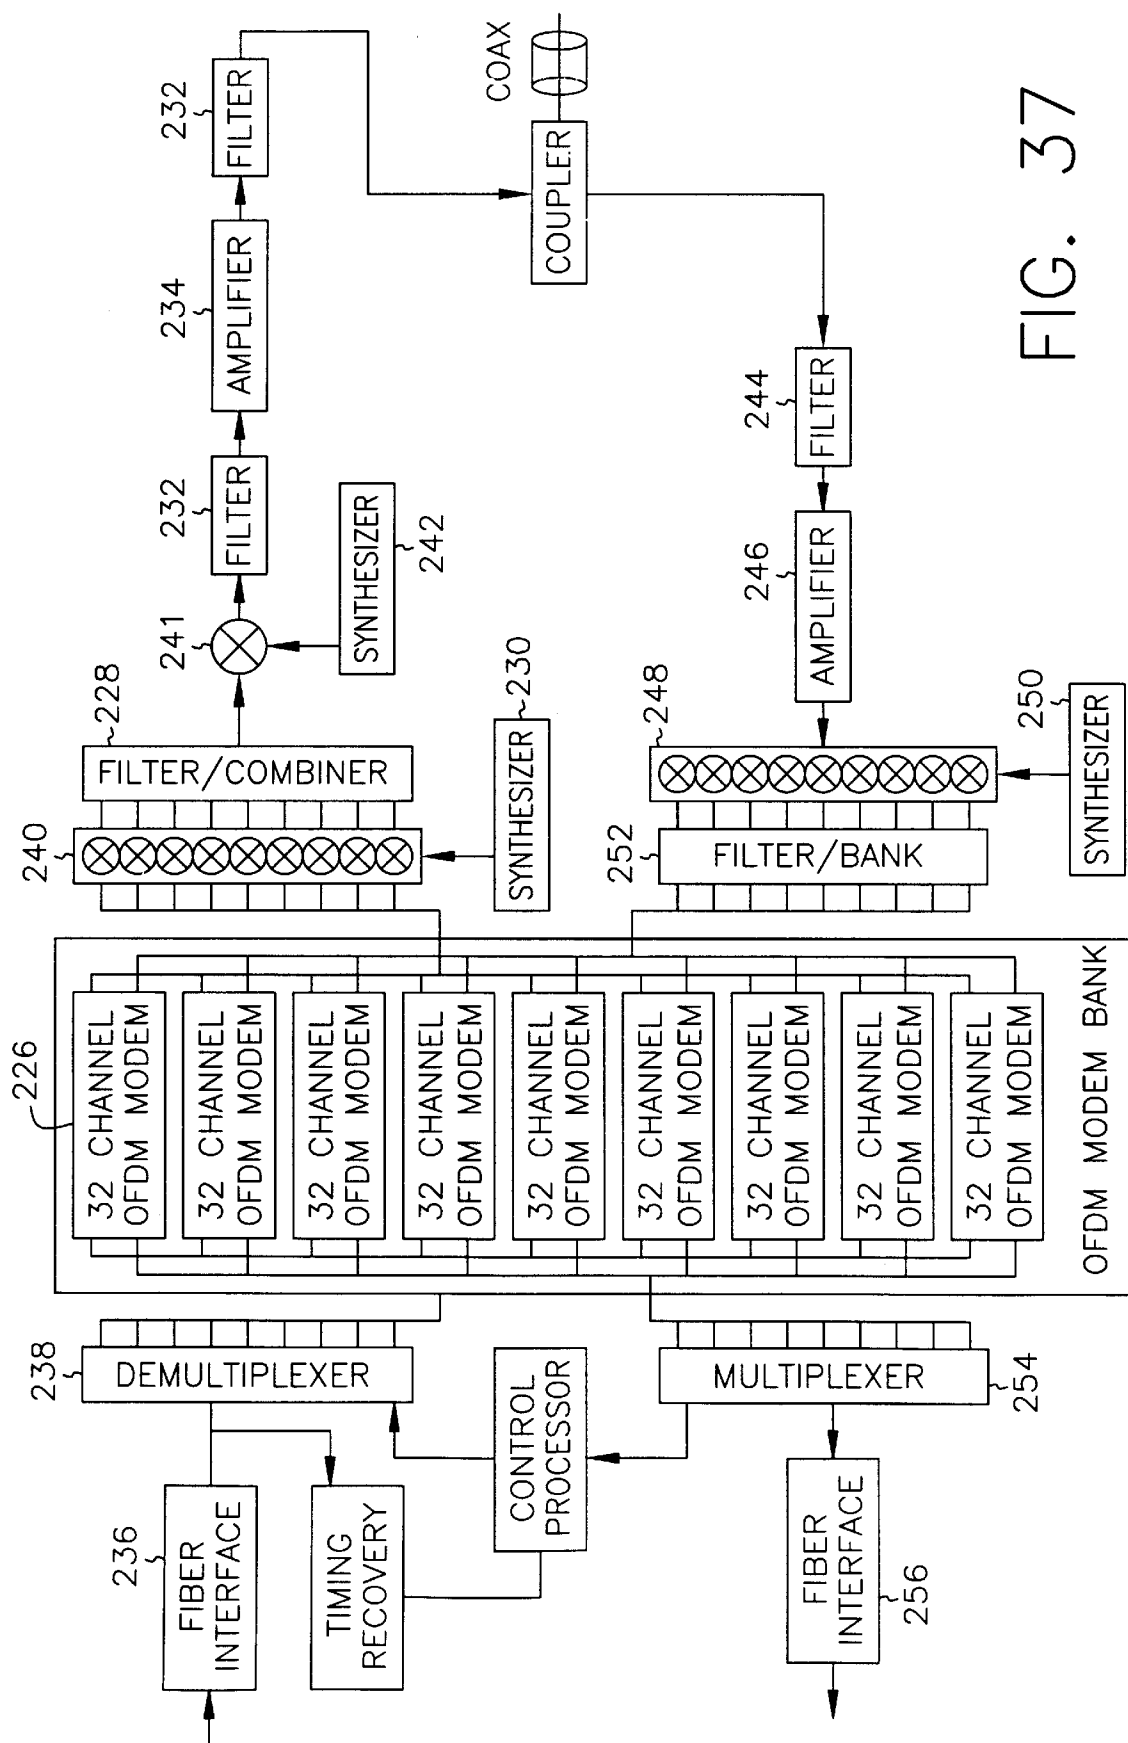 236
FIBER
INTERFACE
TIMING
RECOVERY
238
DEMULTIPLEXER
CONTROL
PROCESSOR
MULTIPLEXER
254
FIBER
INTERFACE
256
226
32 CHANNEL
OFDM MODEM
32 CHANNEL
OFDM MODEM
32 CHANNEL
OFDM MODEM
32 CHANNEL
OFDM MODEM
32 CHANNEL
OFDM MODEM
32 CHANNEL
OFDM MODEM
32 CHANNEL
OFDM MODEM
32 CHANNEL
OFDM MODEM
32 CHANNEL
OFDM MODEM
OFDM MODEM BANK
240
228
FILTER/COMBINER
SYNTHESIZER
230
241
SYNTHESIZER
242
232
FILTER
234
AMPLIFIER
232
FILTER
COUPLER
COAX
244
FILTER
246
AMPLIFIER
248
252
FILTER/BANK
250
SYNTHESIZER
FIG. 37